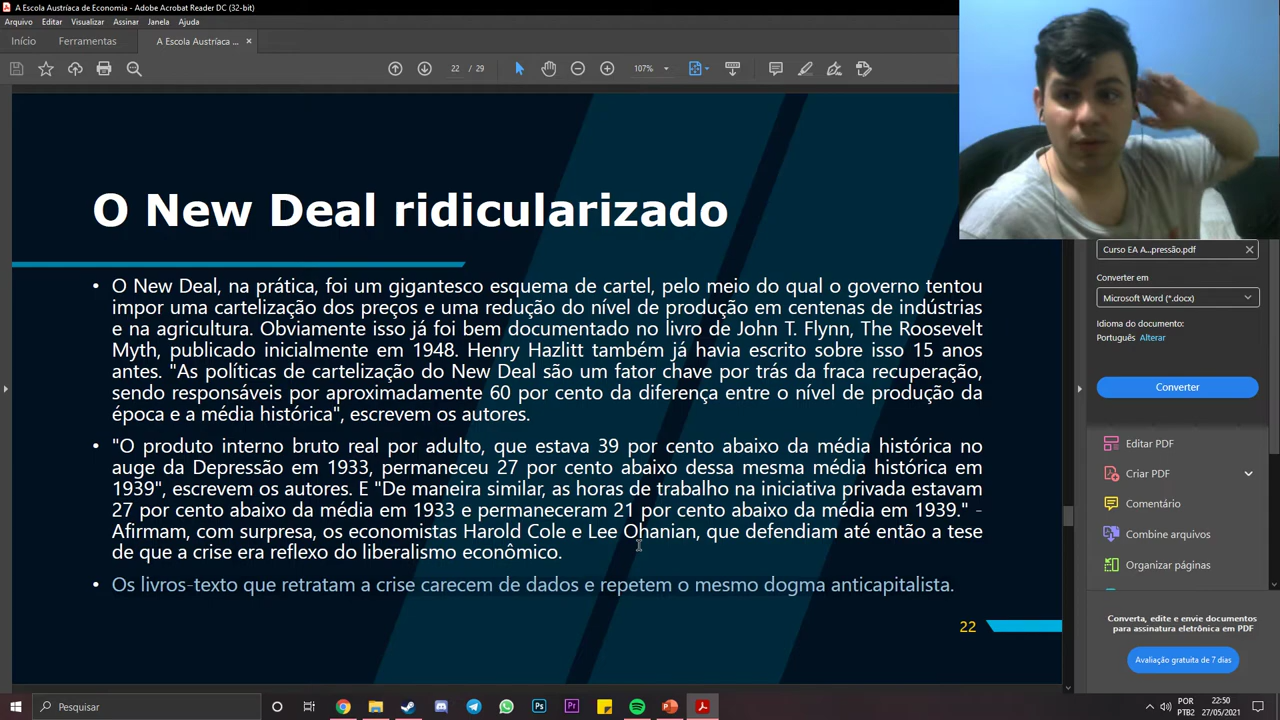 A Escola Austríaca de Economia - Adobe Acrobat Reader DC (32-bit)
Arquivo Editar Visualizar Assinar Janela Ajuda
Início Ferramentas A Escola Austríaca ... ×
22 / 29 107%
O New Deal ridicularizado
• O New Deal, na prática, foi um gigantesco esquema de cartel, pelo meio do qual o governo tentou
impor uma cartelização dos preços e uma redução do nível de produção em centenas de indústrias
e na agricultura. Obviamente isso já foi bem documentado no livro de John T. Flynn, The Roosevelt
Myth, publicado inicialmente em 1948. Henry Hazlitt também já havia escrito sobre isso 15 anos
antes. "As políticas de cartelização do New Deal são um fator chave por trás da fraca recuperação,
sendo responsáveis por aproximadamente 60 por cento da diferença entre o nível de produção da
época e a média histórica", escrevem os autores.
• "O produto interno bruto real por adulto, que estava 39 por cento abaixo da média histórica no
auge da Depressão em 1933, permaneceu 27 por cento abaixo dessa mesma média histórica em
1939", escrevem os autores. E "De maneira similar, as horas de trabalho na iniciativa privada estavam
27 por cento abaixo da média em 1933 e permaneceram 21 por cento abaixo da média em 1939." -
Afirmam, com surpresa, os economistas Harold Cole e Lee Ohanian, que defendiam até então a tese
de que a crise era reflexo do liberalismo econômico.
• Os livros-texto que retratam a crise carecem de dados e repetem o mesmo dogma anticapitalista.
22
Curso EA A...pressão.pdf
Converter em
Microsoft Word (*.docx)
Idioma do documento:
Português Alterar
Converter
Editar PDF
Criar PDF
Comentário
Combine arquivos
Organizar páginas
Converta, edite e envie documentos
para assinatura eletrônica em PDF
Avaliação gratuita de 7 dias
Pesquisar
POR
PTB2
22:50
27/05/2021